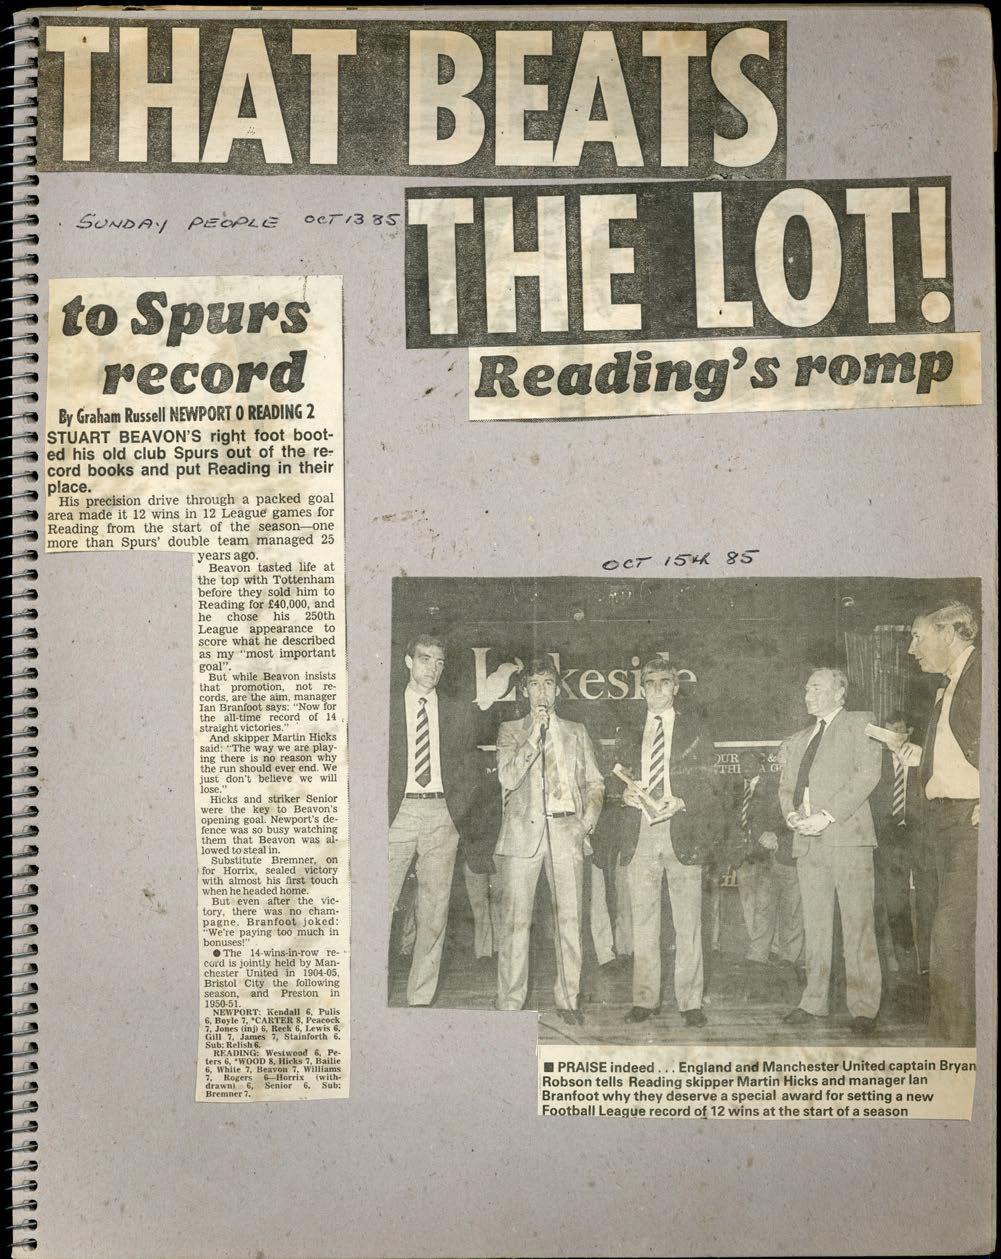 THAT BEATS
THE LOT!
SUNDAY PEOPLE OCT 13 85
Reading's romp
to Spurs
record
By Graham Russell NEWPORT 0 READING 2
STUART BEAVON'S right foot boot-
ed his old club Spurs out of the re-
cord books and put Reading in their
place.
His precision drive through a packed goal
area made it 12 wins in 12 League games for
Reading from the start of the season—one
more than Spurs' double team managed 25
years ago.
Beavon tasted life at
the top with Tottenham
before they sold him to
Reading for £40,000, and
he chose his 250th
League appearance to
score what he described
as my "most important
goal".
But while Beavon insists
that promotion, not re-
cords, are the aim, manager
Ian Branfoot says: "Now for
the all-time record of 14
straight victories."
And skipper Martin Hicks
said: "The way we are play-
ing there is no reason why
the run should ever end. We
just don't believe we will
lose."
Hicks and striker Senior
were the key to Beavon's
opening goal. Newport's de-
fence was so busy watching
them that Beavon was al-
lowed to steal in.
Substitute Bremner, on
for Horrix, sealed victory
with almost his first touch
when he headed home.
But even after the vic-
tory, there was no cham-
pagne. Branfoot joked:
"We're paying too much in
bonuses!"
● The 14-wins-in-row re-
cord is jointly held by Man-
chester United in 1904-05,
Bristol City the following
season, and Preston in
1950-51.
NEWPORT: Kendall 6, Pulis
6, Boyle 7, *CARTER 8, Peacock
7, Jones (inj) 6, Reck 6, Lewis 6,
Gill 7, James 7, Stainforth 6.
Sub: Relish 6.
READING: Westwood 6, Pe-
ters 6, *WOOD 8, Hicks 7, Bailie
6, White 7, Beavon 7, Williams
7, Rogers 6—Horrix (with-
drawn) 6, Senior 6. Sub:
Bremner 7.
OCT 15th 85
Lakeside
OUR &
■ PRAISE indeed . . . England and Manchester United captain Bryan
Robson tells Reading skipper Martin Hicks and manager Ian
Branfoot why they deserve a special award for setting a new
Football League record of 12 wins at the start of a season